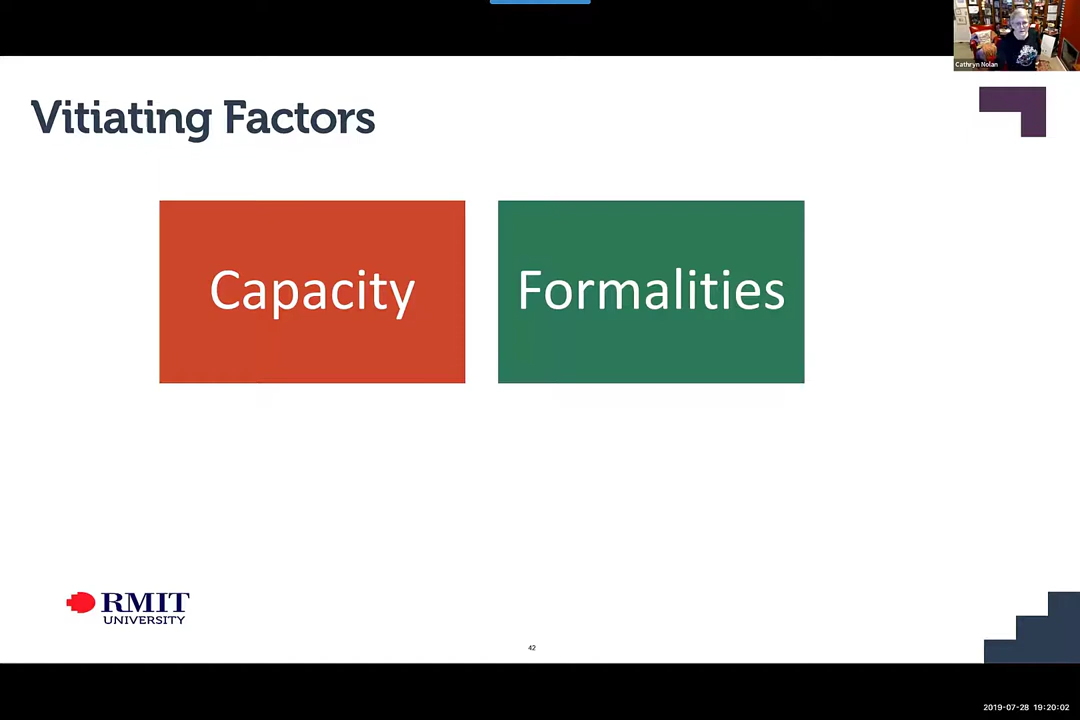 Cathryn Nolan
Vitiating Factors
Capacity
Formalities
RMIT
UNIVERSITY
42
2019-07-28 19:20:02